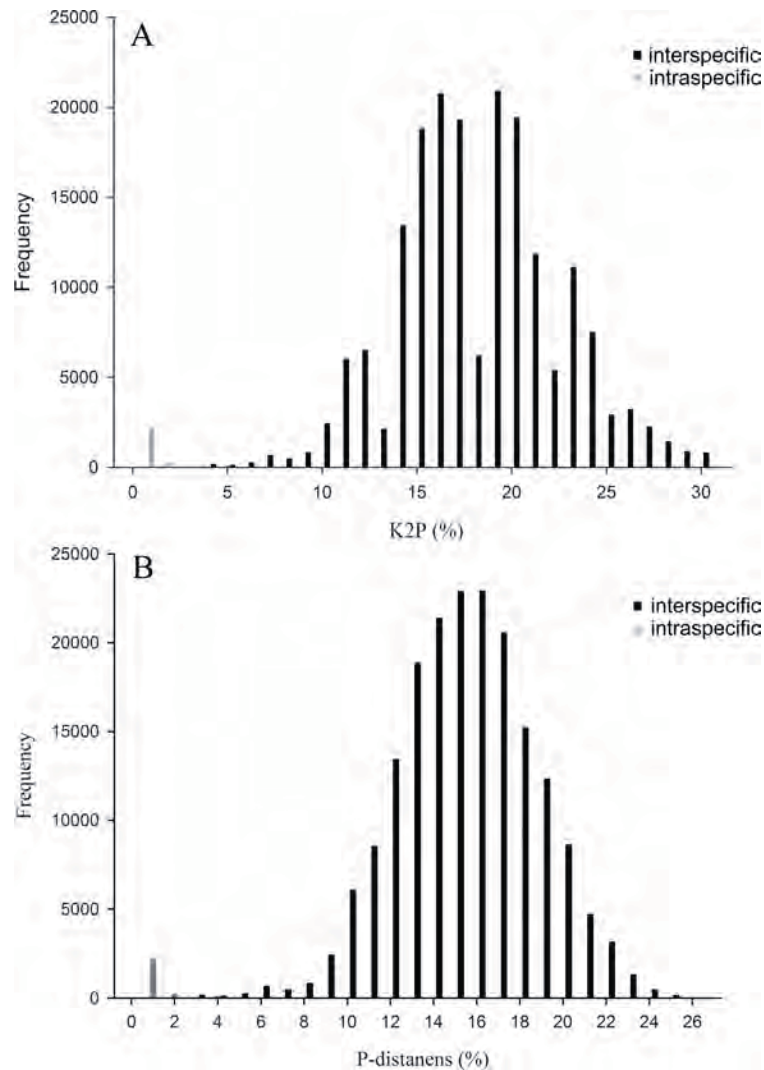 A
25000
20000
15000
10000
5000
0
Frequency
interspecific
intraspecific
0 5 10 15 20 25 30
K2P (%)
B
25000
20000
15000
10000
5000
0
Frequency
interspecific
intraspecific
0 2 4 6 8 10 12 14 16 18 20 22 24 26
P-distanens (%)